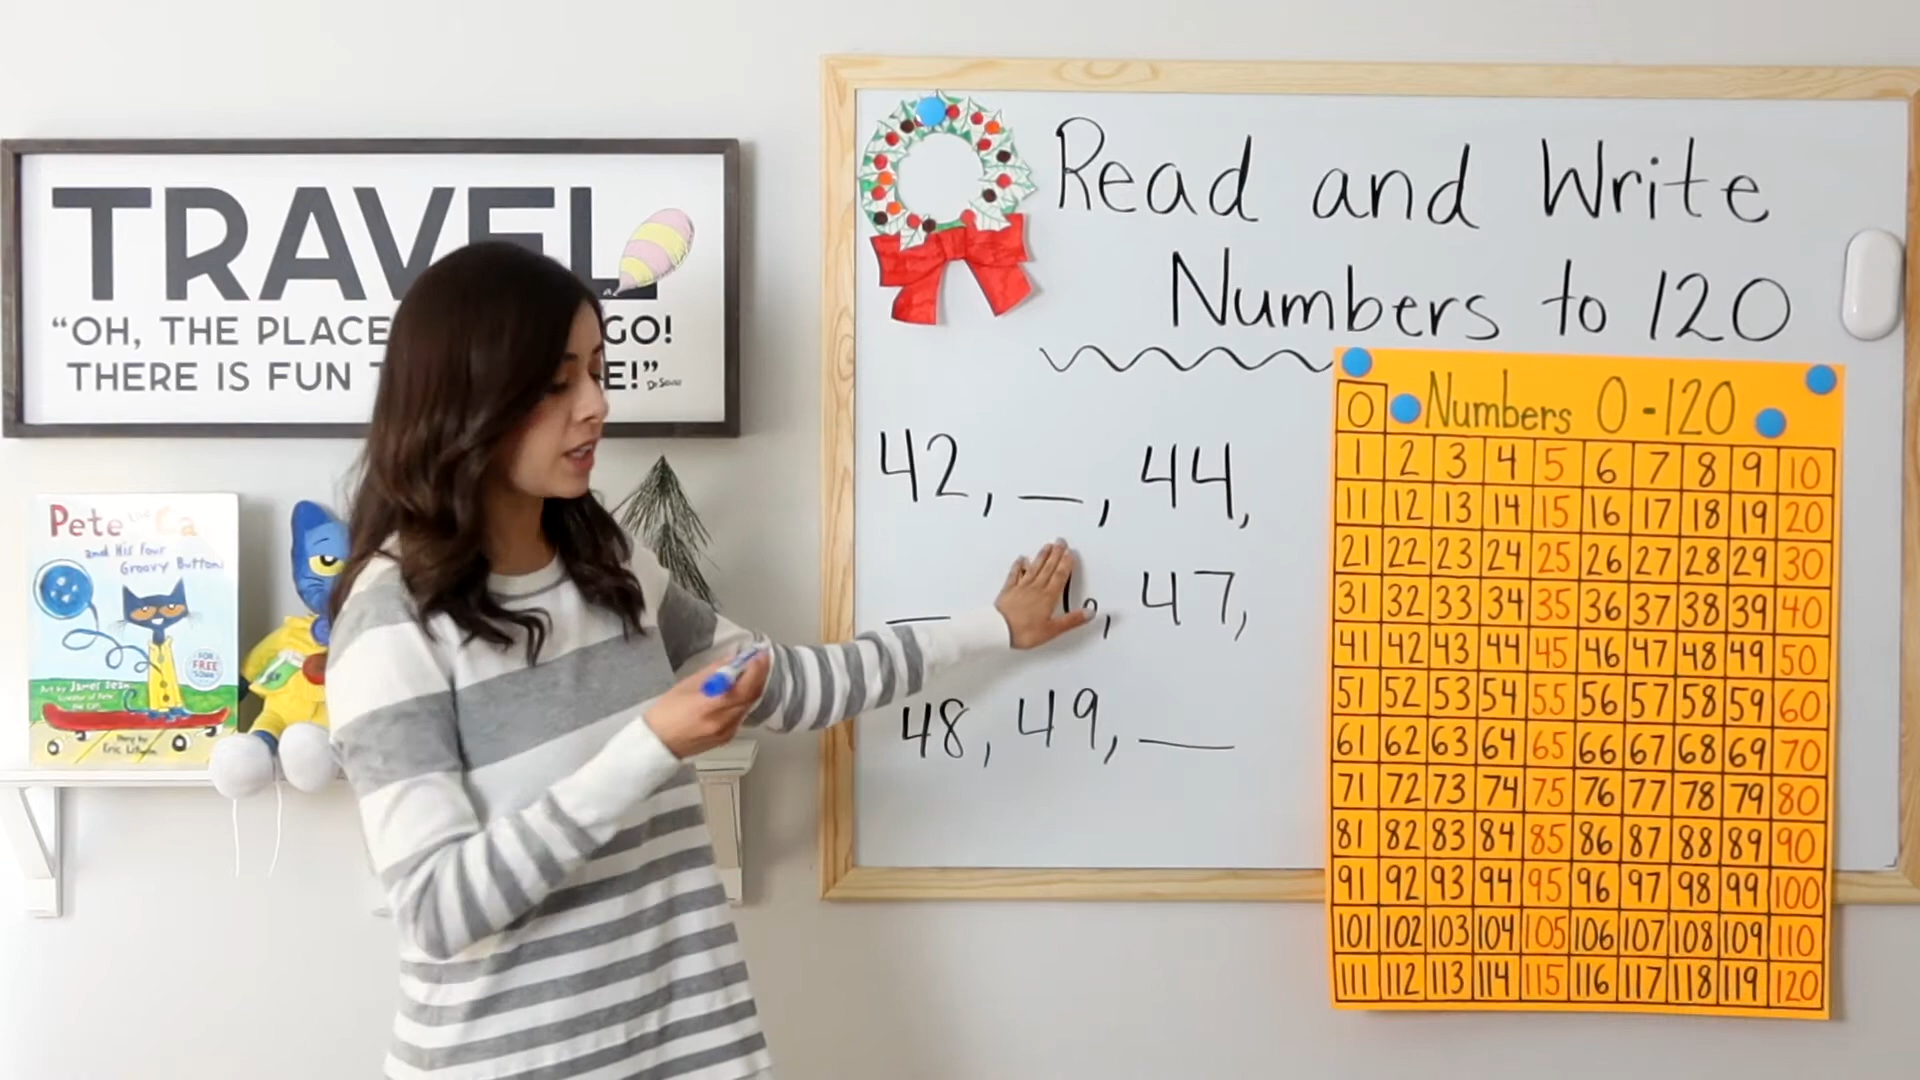 TRAVEL
“OH, THE PLACE GO!
THERE IS FUN E!”
Dr Seuss
Pete the Ca
and His Four
Groovy Buttons
FOR
FREE
Art by James Dean
Story by
Eric Litwin
Read and Write
Numbers to 120
42, _, 44,
_ , 47,
48, 49, _
Numbers 0-120
0
1 2 3 4 5 6 7 8 9 10
11 12 13 14 15 16 17 18 19 20
21 22 23 24 25 26 27 28 29 30
31 32 33 34 35 36 37 38 39 40
41 42 43 44 45 46 47 48 49 50
51 52 53 54 55 56 57 58 59 60
61 62 63 64 65 66 67 68 69 70
71 72 73 74 75 76 77 78 79 80
81 82 83 84 85 86 87 88 89 90
91 92 93 94 95 96 97 98 99 100
101 102 103 104 105 106 107 108 109 110
111 112 113 114 115 116 117 118 119 120